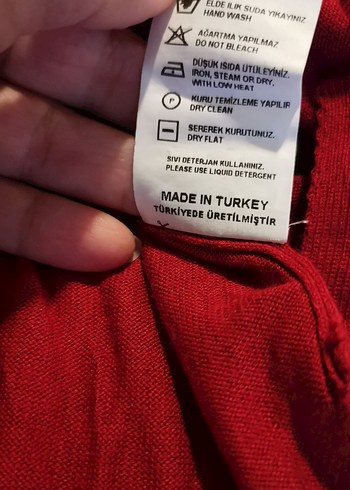 ELDE ILIK SUDA YIKAYINIZ
HAND WASH
AĞARTMA YAPILMAZ
DO NOT BLEACH
DÜŞÜK ISIDA ÜTÜLEYİNİZ.
IRON, STEAM OR DRY,
WITH LOW HEAT
P
KURU TEMİZLEME YAPILIR
DRY CLEAN
SEREREK KURUTUNUZ.
DRY FLAT
SIVI DETERJAN KULLANINIZ.
PLEASE USE LIQUID DETERGENT
MADE IN TURKEY
TÜRKİYEDE ÜRETİLMİŞTİR